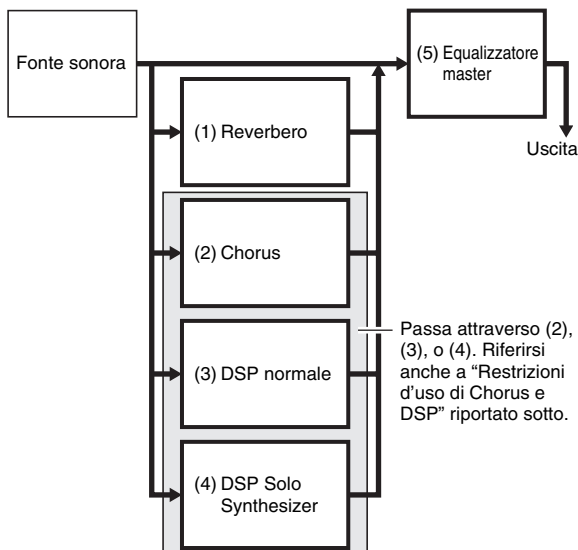 Fonte sonora
(5) Equalizzatore
master
Uscita
(1) Reverbero
(2) Chorus
(3) DSP normale
(4) DSP Solo
Synthesizer
Passa attraverso (2),
(3), o (4). Riferirsi
anche a “Restrizioni
d’uso di Chorus e
DSP” riportato sotto.